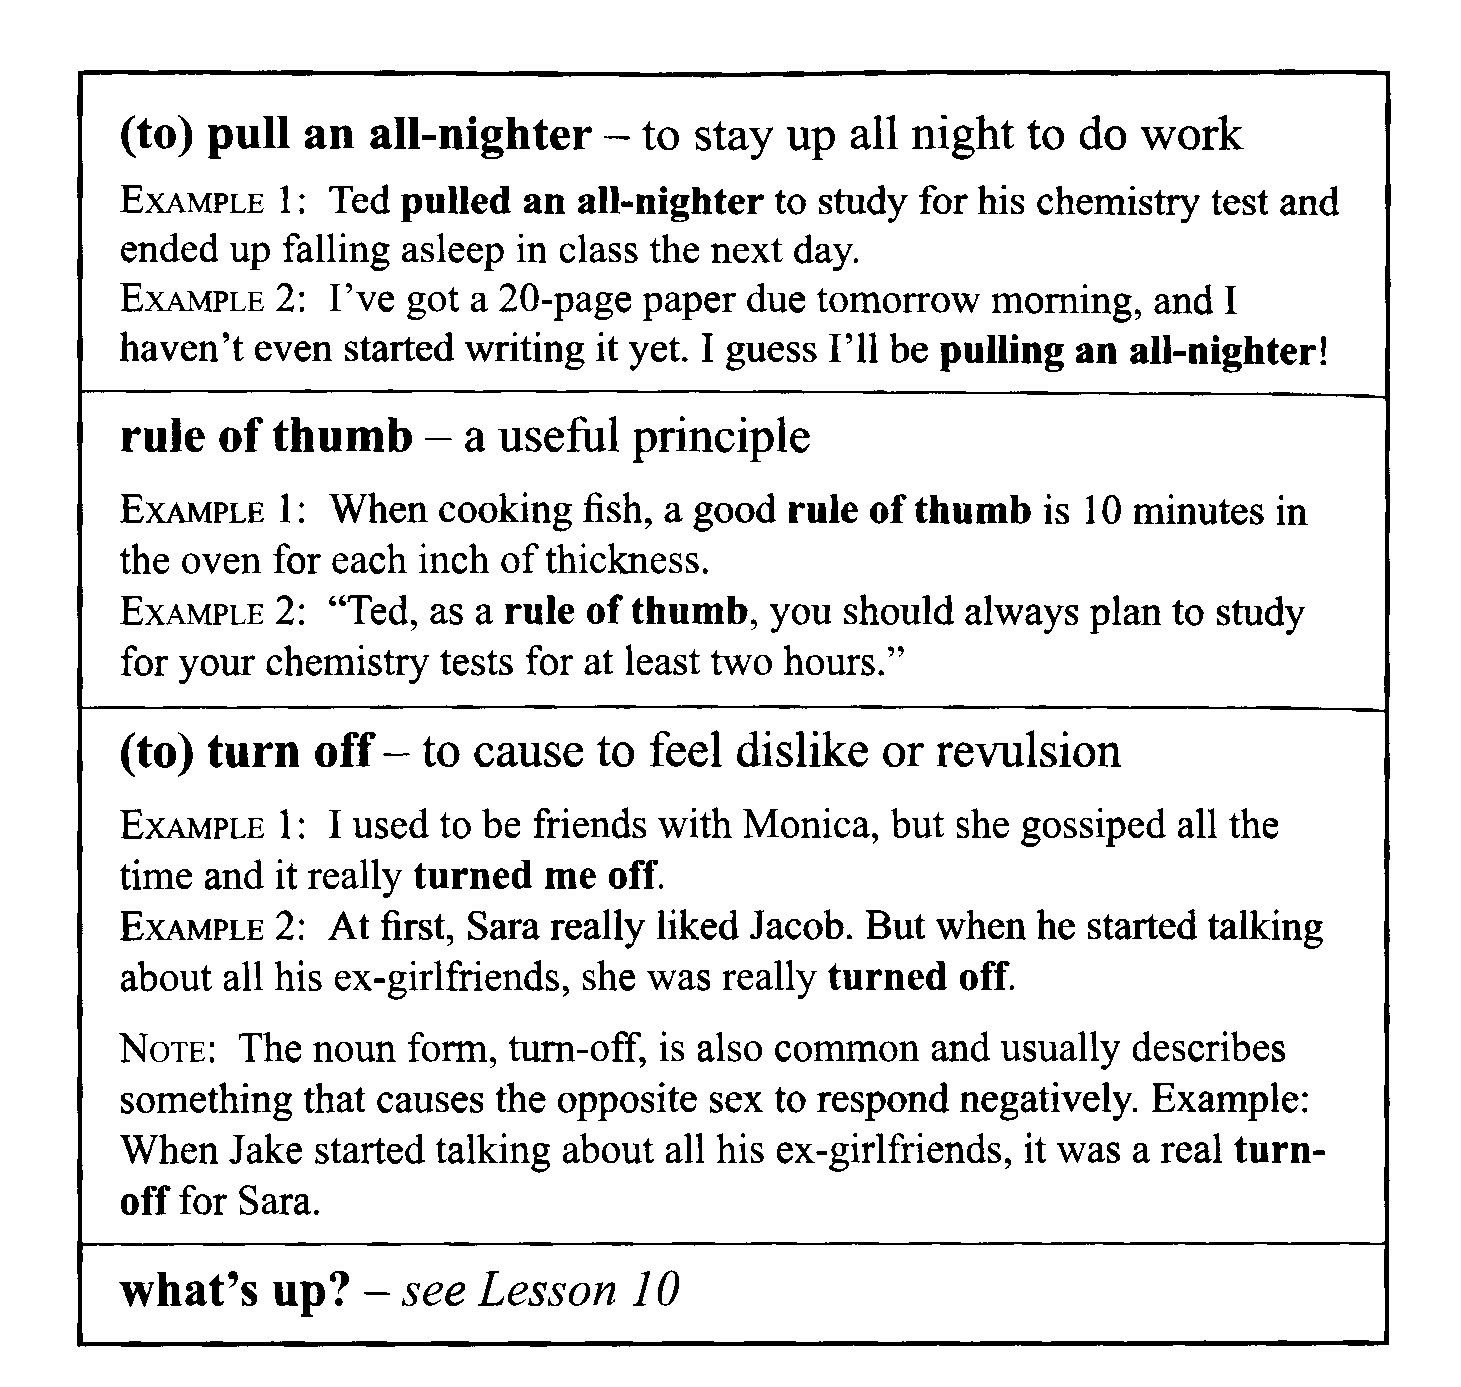 (to) pull an all-nighter – to stay up all night to do work
EXAMPLE 1: Ted pulled an all-nighter to study for his chemistry test and
ended up falling asleep in class the next day.
EXAMPLE 2: I’ve got a 20-page paper due tomorrow morning, and I
haven’t even started writing it yet. I guess I’ll be pulling an all-nighter!
rule of thumb – a useful principle
EXAMPLE 1: When cooking fish, a good rule of thumb is 10 minutes in
the oven for each inch of thickness.
EXAMPLE 2: “Ted, as a rule of thumb, you should always plan to study
for your chemistry tests for at least two hours.”
(to) turn off – to cause to feel dislike or revulsion
EXAMPLE 1: I used to be friends with Monica, but she gossiped all the
time and it really turned me off.
EXAMPLE 2: At first, Sara really liked Jacob. But when he started talking
about all his ex-girlfriends, she was really turned off.
NOTE: The noun form, turn-off, is also common and usually describes
something that causes the opposite sex to respond negatively. Example:
When Jake started talking about all his ex-girlfriends, it was a real turn-
off for Sara.
what’s up? – see Lesson 10